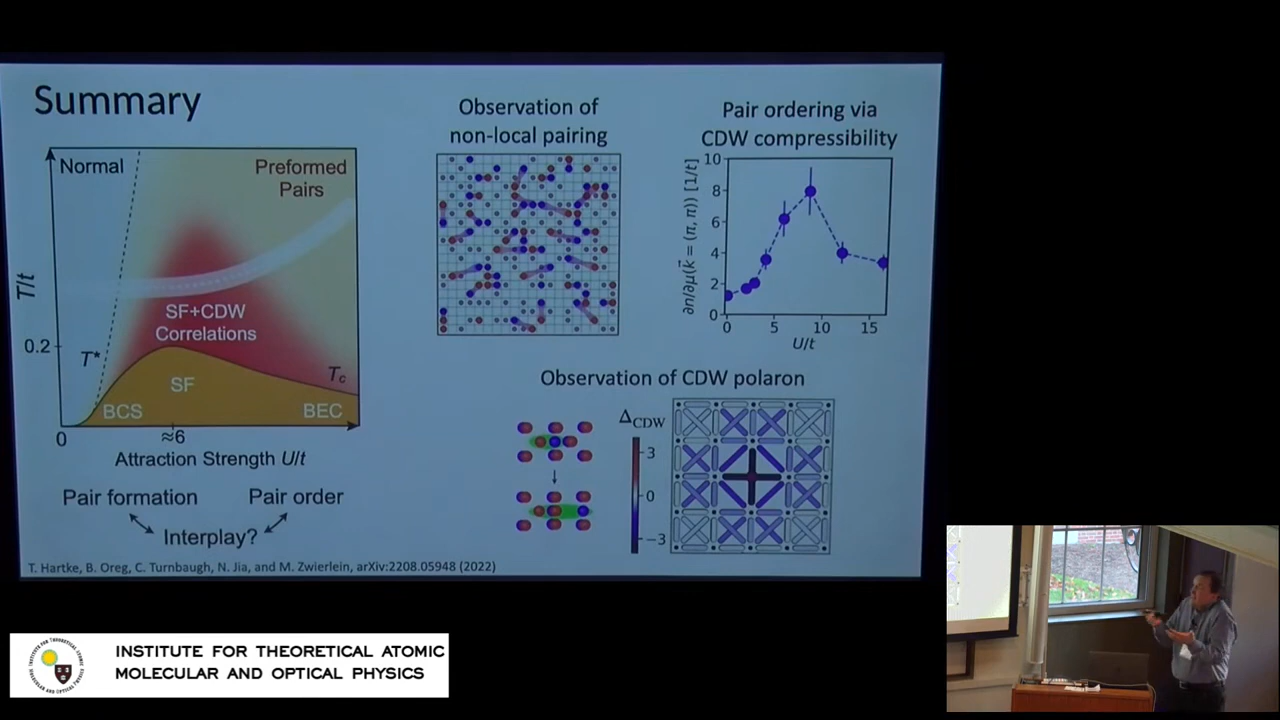 Summary
Normal
Preformed
Pairs
T/t
SF+CDW
Correlations
0.2
T*
SF
Tc
BCS
BEC
0
≈6
Attraction Strength U/t
Pair formation
Pair order
Interplay?
T. Hartke, B. Oreg, C. Turnbaugh, N. Jia, and M. Zwierlein, arXiv:2208.05948 (2022)
Observation of
non-local pairing
Pair ordering via
CDW compressibility
∂n/∂μ(k⃗ = (π, π)) [1/t]
10
8
6
4
2
0
0
5
10
15
U/t
Observation of CDW polaron
ΔCDW
3
0
−3
INSTITUTE FOR THEORETICAL ATOMIC
MOLECULAR AND OPTICAL PHYSICS